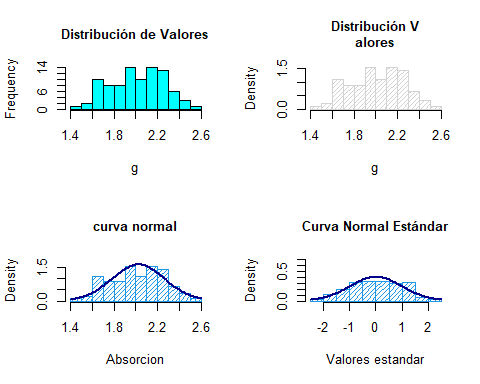 Distribución de Valores
Frequency
0 6 14
1.4 1.8 2.2 2.6
g
Distribución V
alores
Density
0.0 1.5
1.4 1.8 2.2 2.6
g
curva normal
Density
0.0 1.5
1.4 1.8 2.2 2.6
Absorcion
Curva Normal Estándar
Density
0.0 0.5
-2 -1 0 1 2
Valores estandar